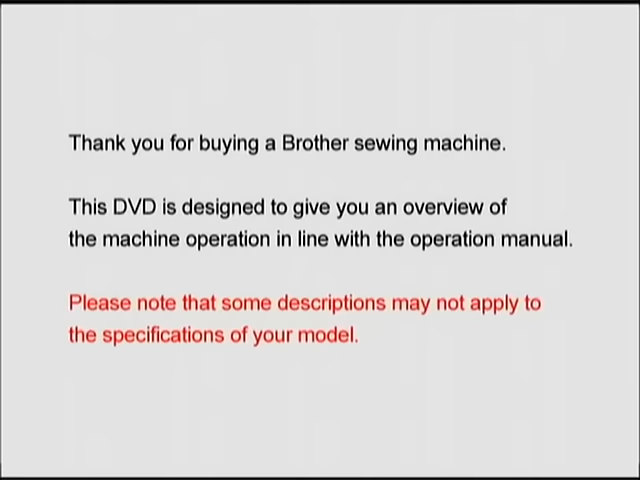 Thank you for buying a Brother sewing machine.
This DVD is designed to give you an overview of
the machine operation in line with the operation manual.
Please note that some descriptions may not apply to
the specifications of your model.